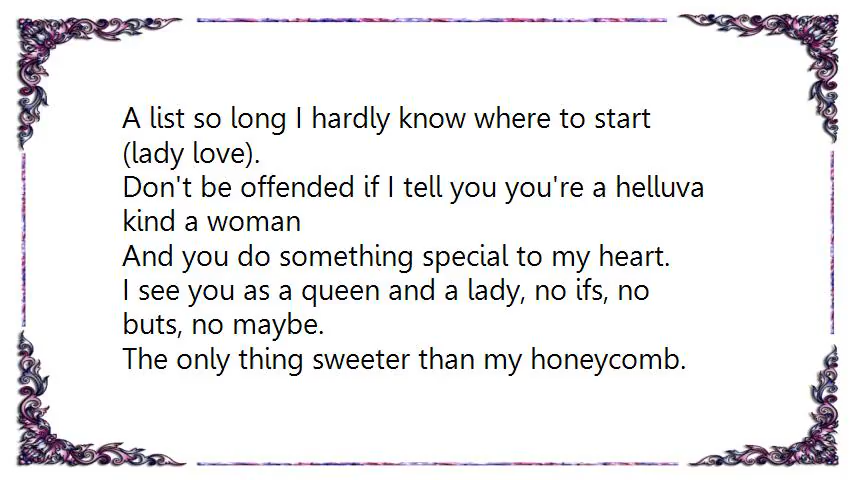 A list so long I hardly know where to start
(lady love).
Don't be offended if I tell you you're a helluva
kind a woman
And you do something special to my heart.
I see you as a queen and a lady, no ifs, no
buts, no maybe.
The only thing sweeter than my honeycomb.